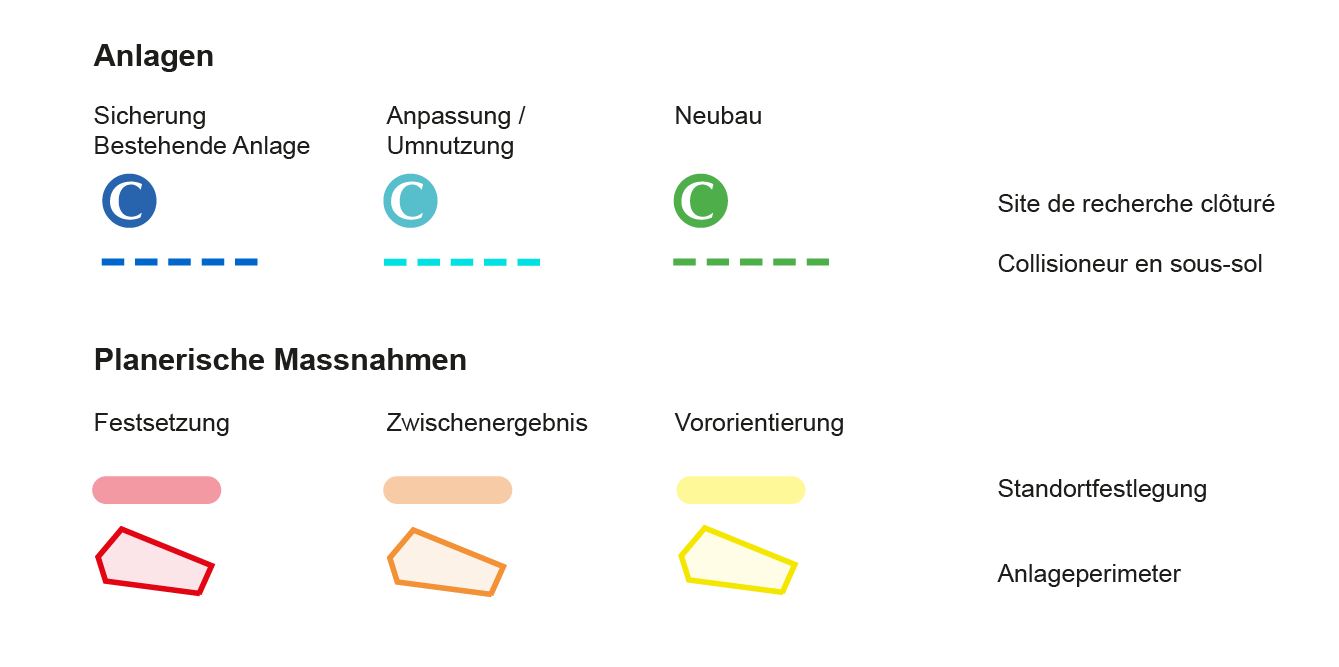 Anlagen
Sicherung
Bestehende Anlage
Anpassung /
Umnutzung
Neubau
C C C Site de recherche clôturé
Collisioneur en sous-sol
Planerische Massnahmen
Festsetzung Zwischenergebnis Vororientierung
Standortfestlegung
Anlageperimeter